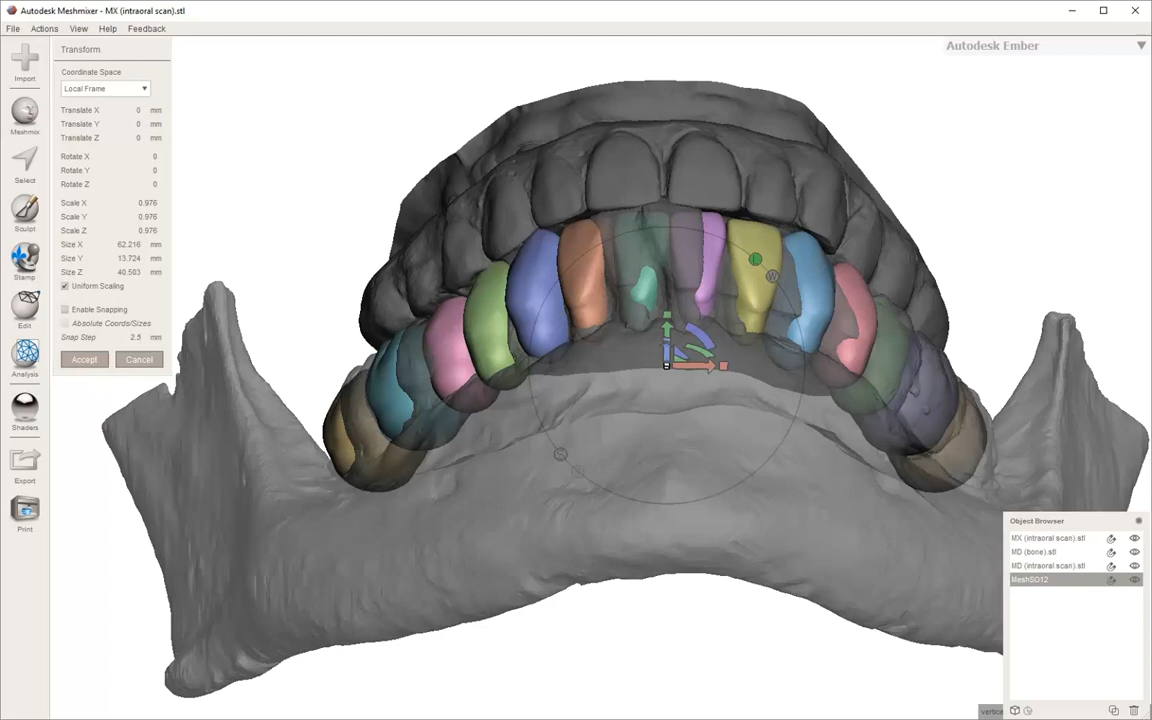 Autodesk Meshmixer - MX (intraoral scan).stl
File Actions View Help Feedback
Import
Meshmix
Select
Sculpt
Stamp
Edit
Analysis
Shaders
Export
Print
Transform
Coordinate Space
Local Frame
Translate X 0 mm
Translate Y 0 mm
Translate Z 0 mm
Rotate X 0
Rotate Y 0
Rotate Z 0
Scale X 0.976
Scale Y 0.976
Scale Z 0.976
Size X 62.216 mm
Size Y 13.724 mm
Size Z 40.503 mm
Uniform Scaling
Enable Snapping
Absolute Coords/Sizes
Snap Step 2.5 mm
Accept Cancel
Autodesk Ember
L
W
S
Object Browser
MX (intraoral scan).stl
MD (bone).stl
MD (intraoral scan).stl
MeshSO12